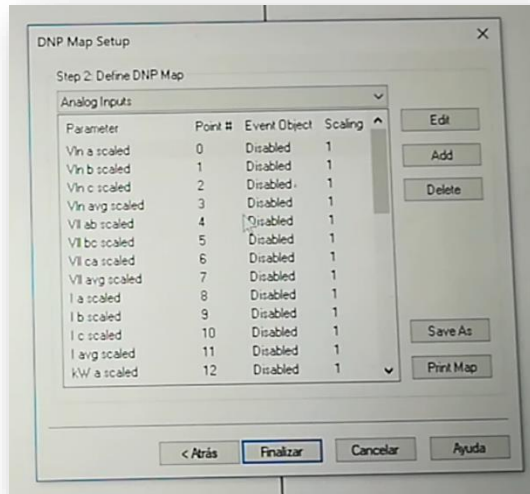 DNP Map Setup
Step 2: Define DNP Map
Analog Inputs
Parameter Point # Event Object Scaling
Vln a scaled 0 Disabled 1
Vln b scaled 1 Disabled 1
Vln c scaled 2 Disabled 1
Vln avg scaled 3 Disabled 1
Vll ab scaled 4 Disabled 1
Vll bc scaled 5 Disabled 1
Vll ca scaled 6 Disabled 1
Vll avg scaled 7 Disabled 1
I a scaled 8 Disabled 1
I b scaled 9 Disabled 1
I c scaled 10 Disabled 1
I avg scaled 11 Disabled 1
kW a scaled 12 Disabled 1
Edit
Add
Delete
Save As
Print Map
< Atrás Finalizar Cancelar Ayuda